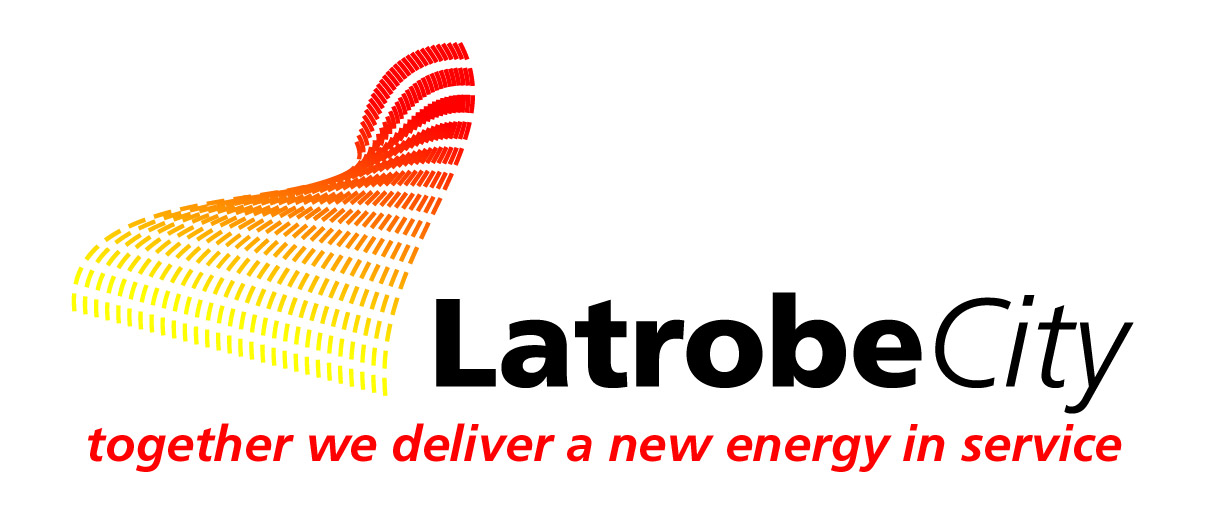 LatrobeCity
together we deliver a new energy in service